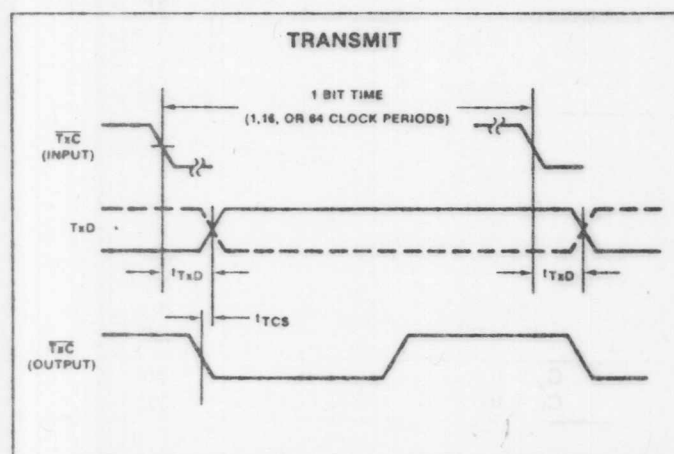 TRANSMIT
1 BIT TIME
(1,16, OR 64 CLOCK PERIODS)
TxC
(INPUT)
TxD
tTxD
tTxD
tTCS
TxC
(OUTPUT)